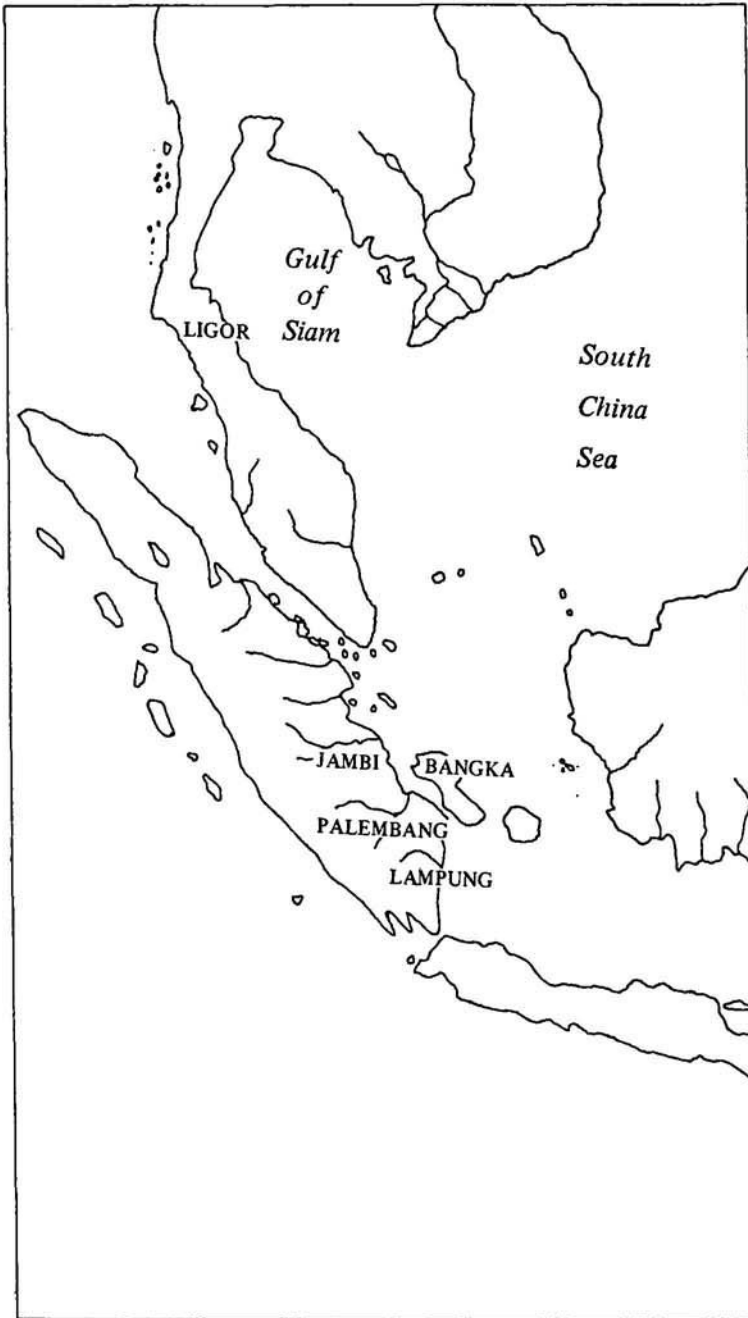 Gulf
of
Siam
LIGOR
South
China
Sea
JAMBI
BANGKA
PALEMBANG
LAMPUNG